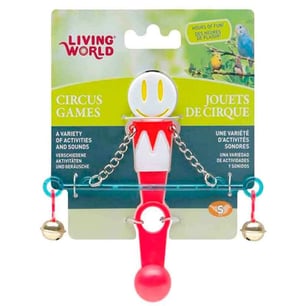 LIVING
WORLD
HOURS OF FUN!
DES HEURES
DE PLAISIR!
CIRCUS
GAMES
JOUETS
DE CIRQUE
A VARIETY
OF ACTIVITIES
AND SOUNDS
VERSCHIEDENE
AKTIVITÄTEN
UND GERÄUSCHE
UNE VARIÉTÉ
D'ACTIVITÉS
SONORES
UNA VARIEDAD
DE ACTIVIDADES
Y SONIDOS
S